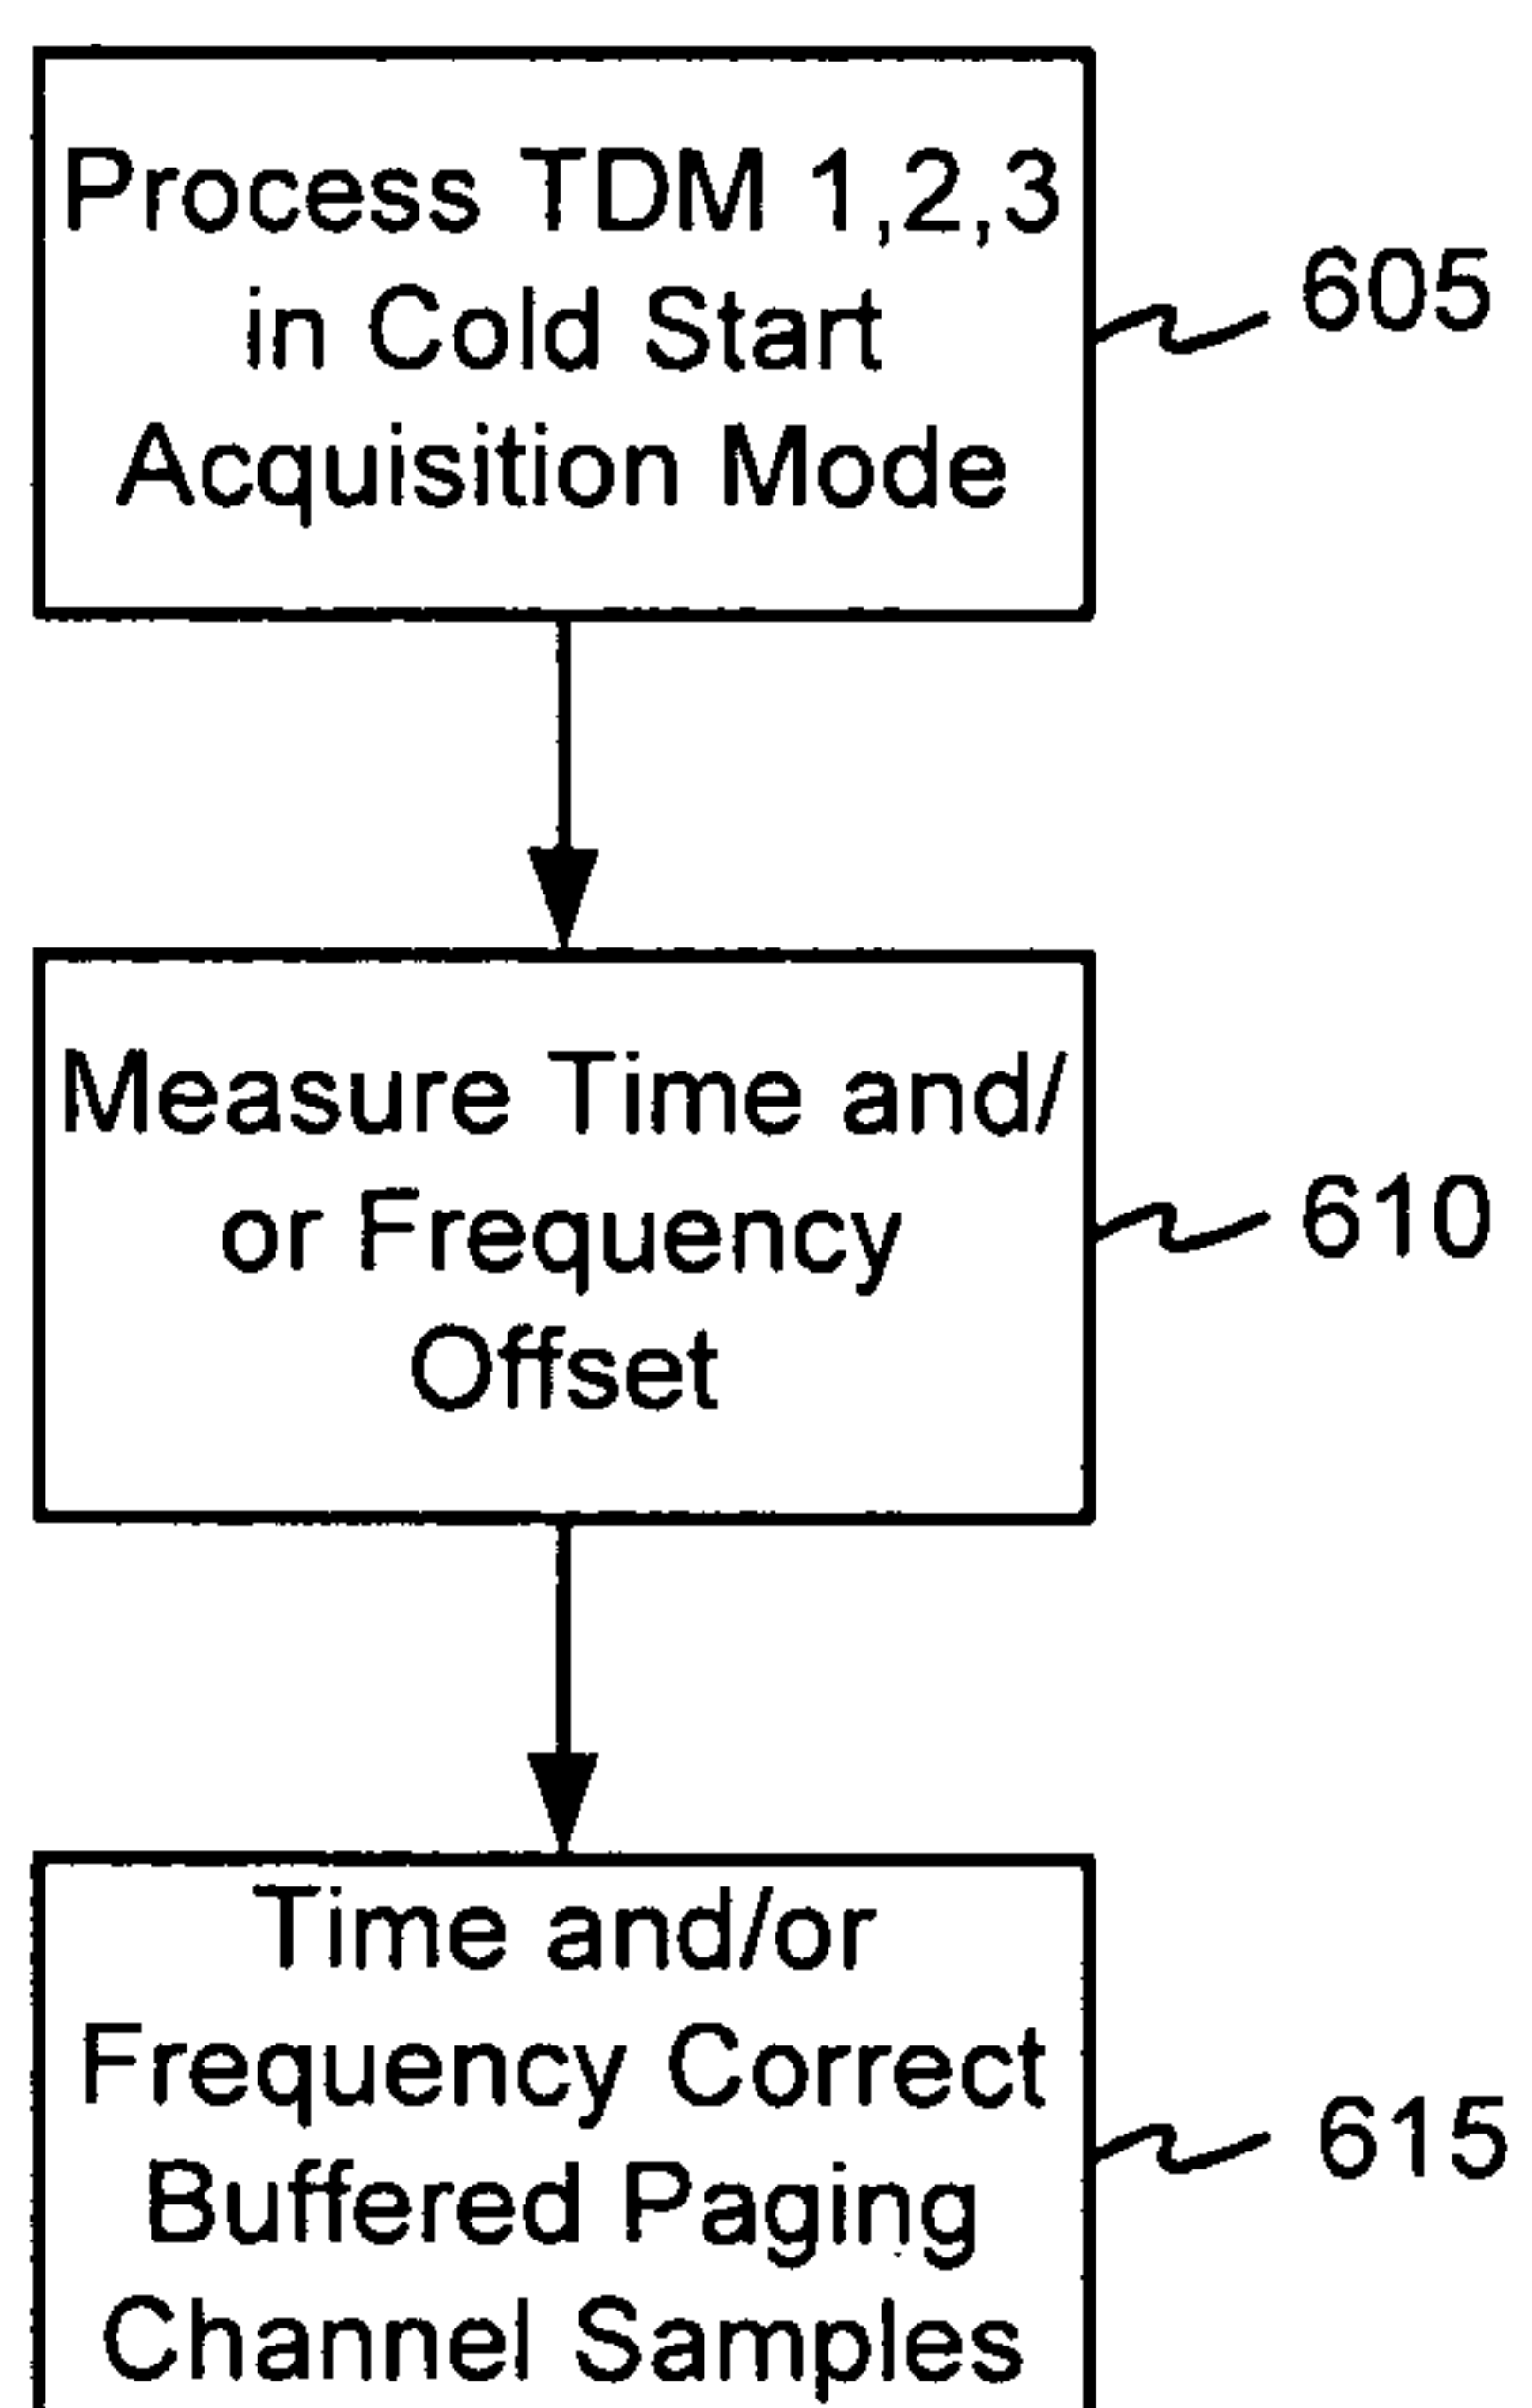 Process TDM 1,2,3
in Cold Start
Acquisition Mode
605
Measure Time and/
or Frequency
Offset
610
Time and/or
Frequency Correct
Buffered Paging
Channel Samples
615